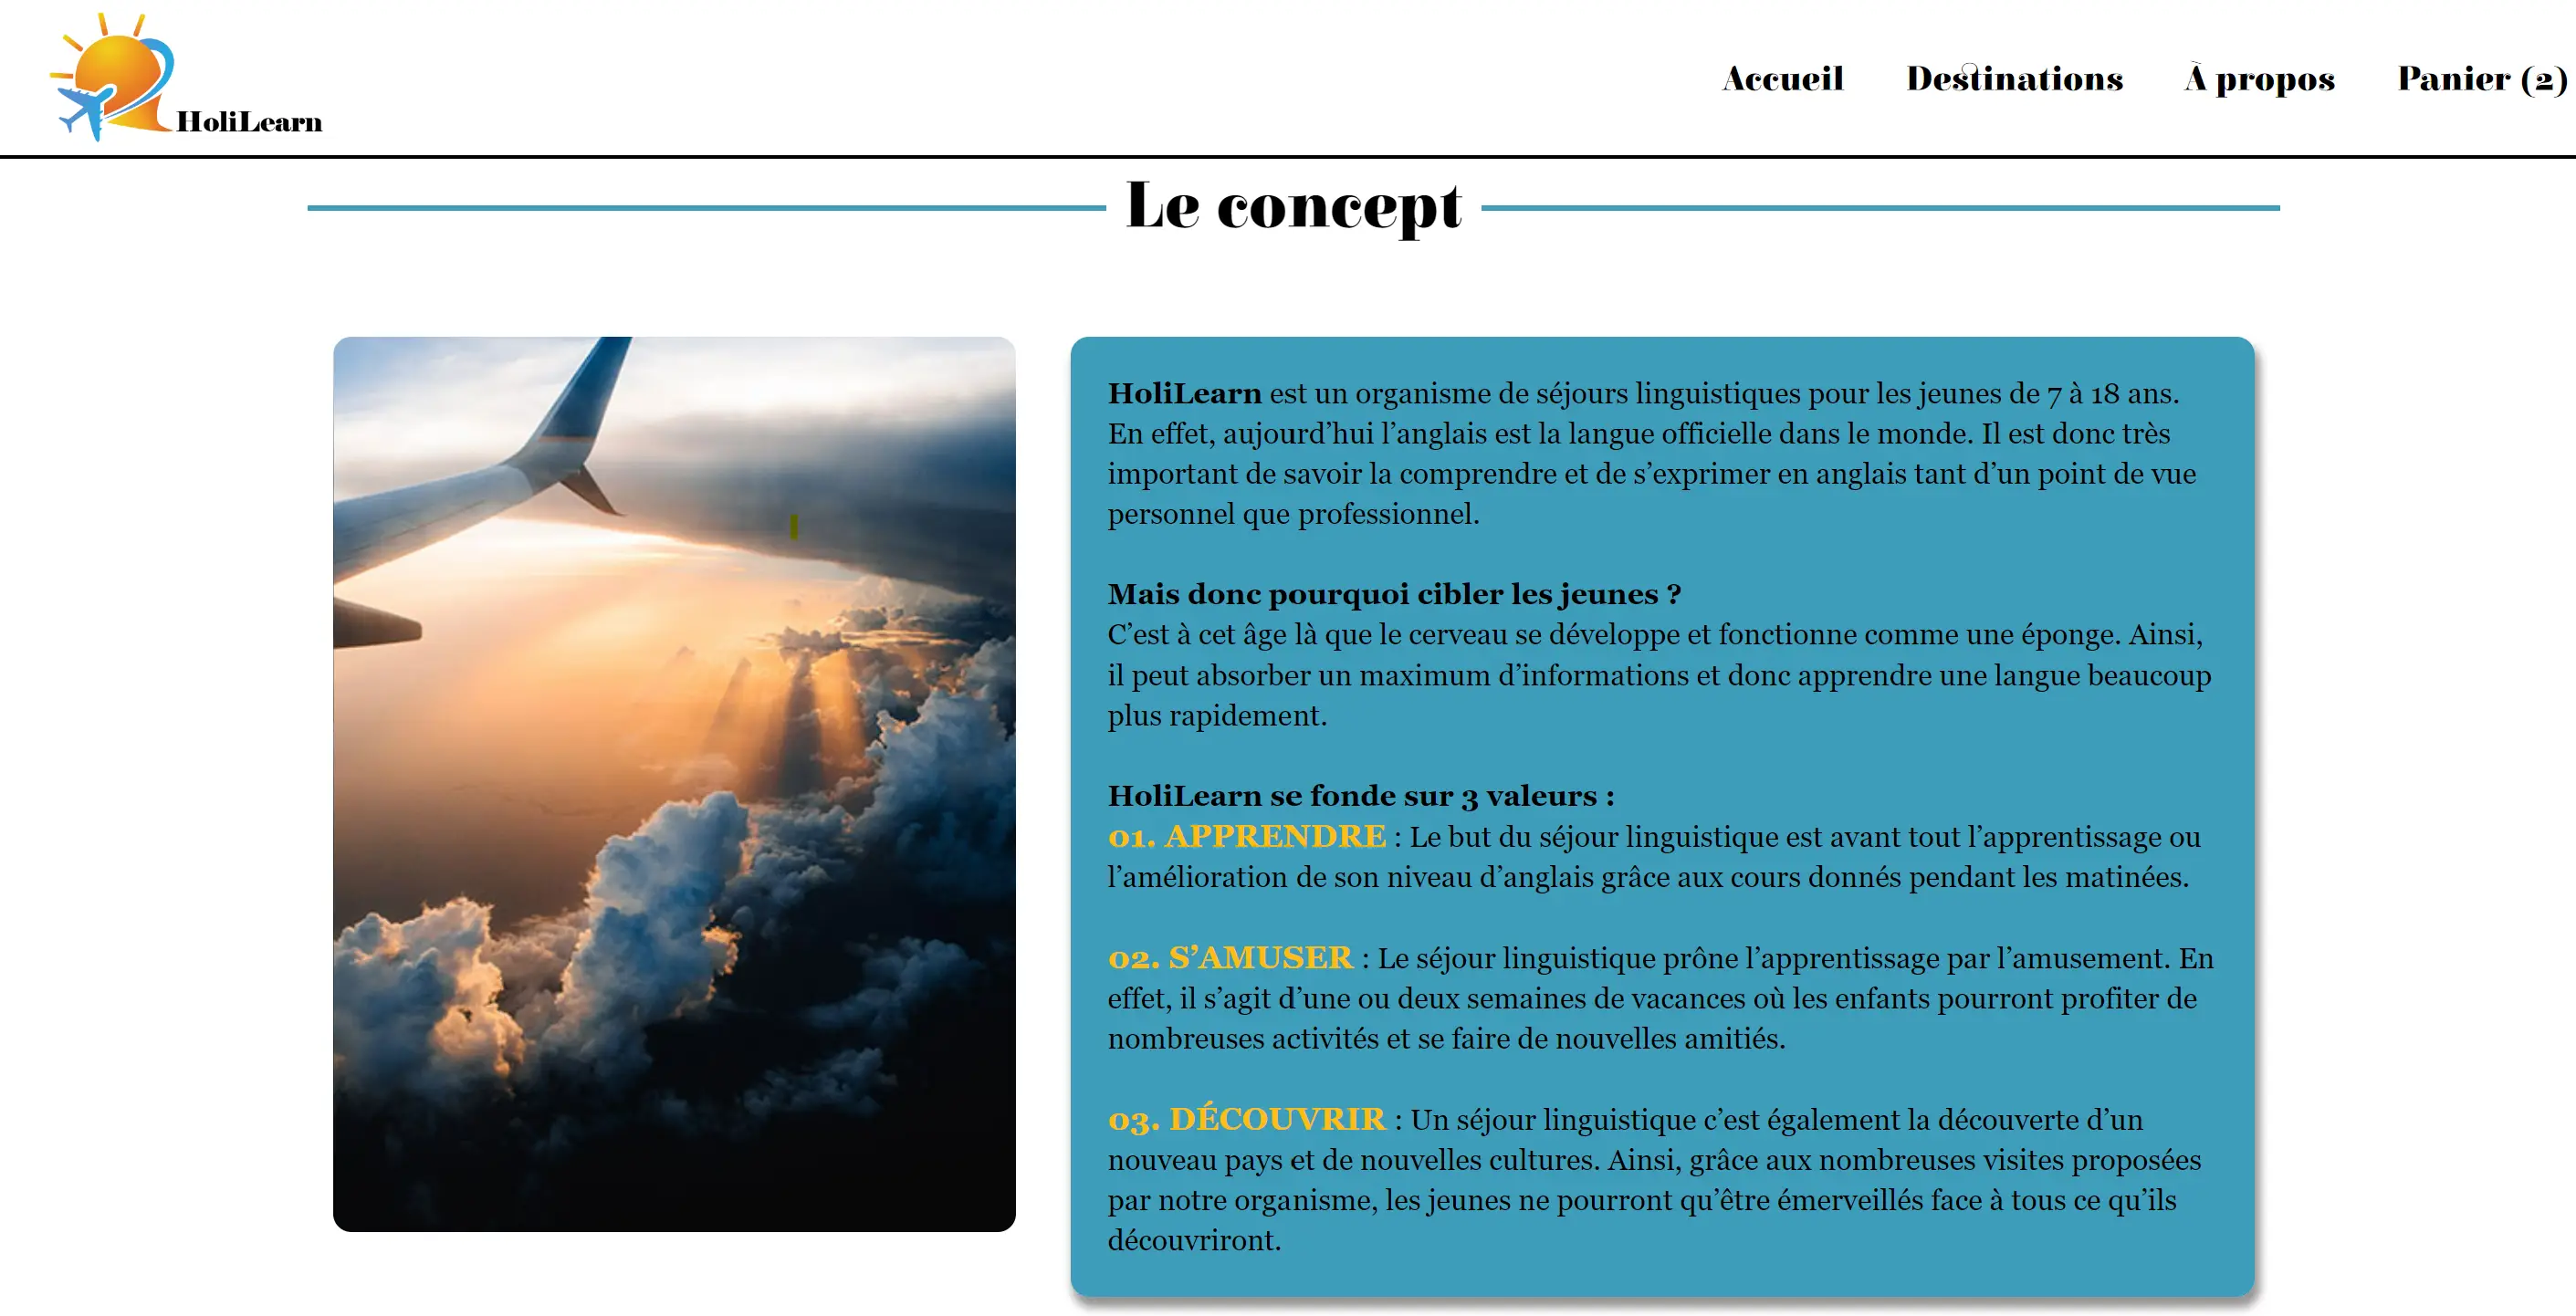 HoliLearn
Accueil
Destinations
À propos
Panier (2)
Le concept
HoliLearn est un organisme de séjours linguistiques pour les jeunes de 7 à 18 ans.
En effet, aujourd’hui l’anglais est la langue officielle dans le monde. Il est donc très
important de savoir la comprendre et de s’exprimer en anglais tant d’un point de vue
personnel que professionnel.
Mais donc pourquoi cibler les jeunes ?
C’est à cet âge là que le cerveau se développe et fonctionne comme une éponge. Ainsi,
il peut absorber un maximum d’informations et donc apprendre une langue beaucoup
plus rapidement.
HoliLearn se fonde sur 3 valeurs :
01. APPRENDRE : Le but du séjour linguistique est avant tout l’apprentissage ou
l’amélioration de son niveau d’anglais grâce aux cours donnés pendant les matinées.
02. S’AMUSER : Le séjour linguistique prône l’apprentissage par l’amusement. En
effet, il s’agit d’une ou deux semaines de vacances où les enfants pourront profiter de
nombreuses activités et se faire de nouvelles amitiés.
03. DÉCOUVRIR : Un séjour linguistique c’est également la découverte d’un
nouveau pays et de nouvelles cultures. Ainsi, grâce aux nombreuses visites proposées
par notre organisme, les jeunes ne pourront qu’être émerveillés face à tous ce qu’ils
découvriront.